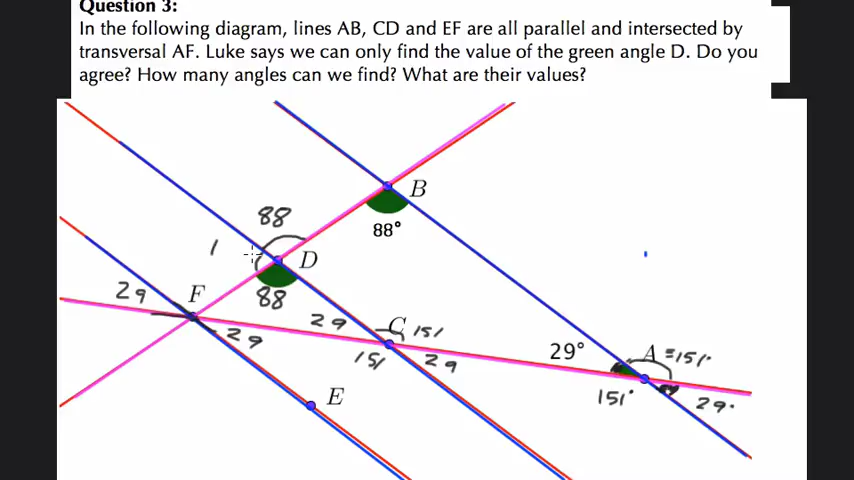 Question 3:
In the following diagram, lines AB, CD and EF are all parallel and intersected by
transversal AF. Luke says we can only find the value of the green angle D. Do you
agree? How many angles can we find? What are their values?
B
88
88°
1
D
29
F
88
29
29
C 151
29°
A =151°
151
29
151°
29°
E